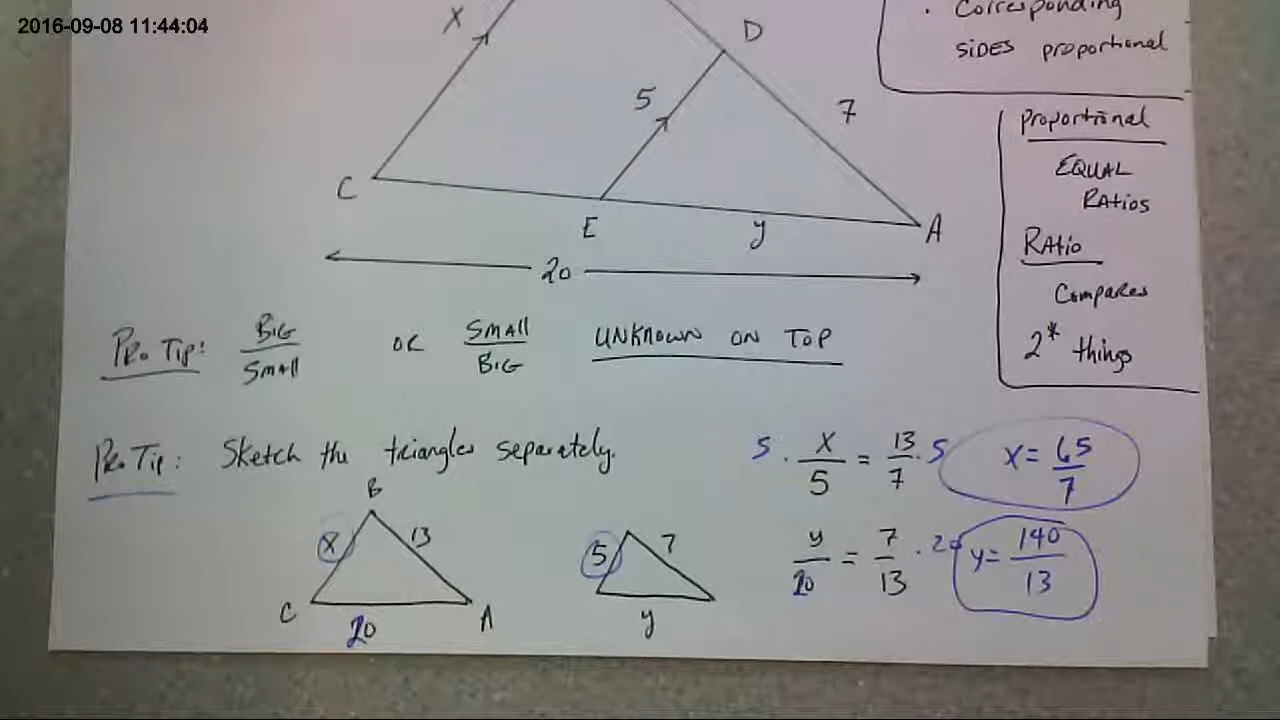 2016-09-08 11:44:04
X
D
• Corresponding
SIDES proportional
5
7
C
E
y
A
20
Proportional
EQUAL
RAtios
RAtio
Compares
2* things
Pro Tip: BIG/Small OR SMAll/BIG UNKNOWN ON TOP
Pro Tip: Sketch the triangles separately.
5 · X/5 = 13/7 · 5 X = 65/7
B
X 13
C 20 A
5 7
y
y/20 = 7/13 · 20 y = 140/13